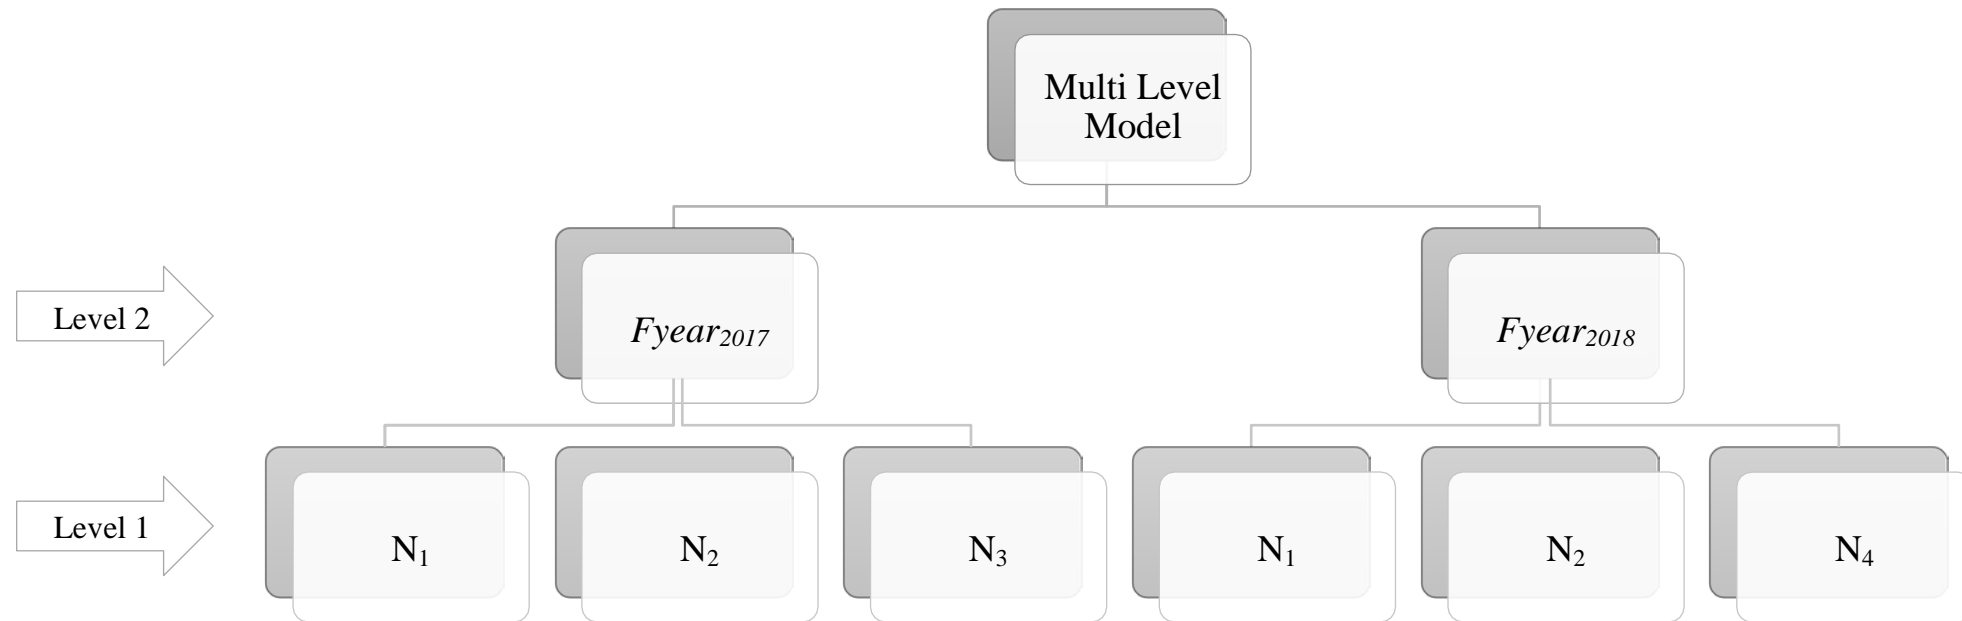 Multi Level
Model
Level 2
Fyear₂₀₁₇
Fyear₂₀₁₈
Level 1
N₁
N₂
N₃
N₁
N₂
N₄